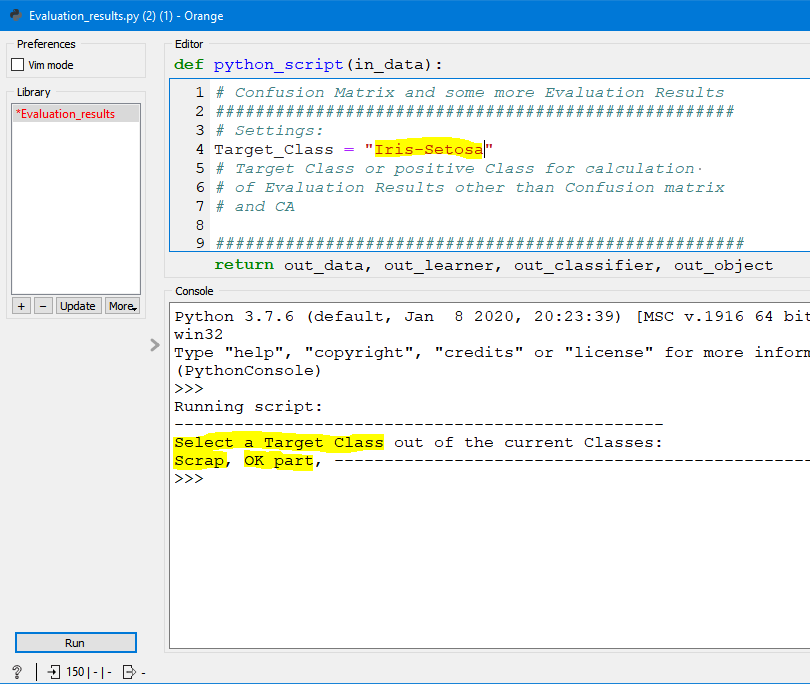 Evaluation_results.py (2) (1) - Orange
Preferences
Vim mode
Library
*Evaluation_results
+ − Update More
Run
? 150 | - | - -
Editor
def python_script(in_data):
1 # Confusion Matrix and some more Evaluation Results
2 ####################################################
3 # Settings:
4 Target_Class = "Iris-Setosa"
5 # Target Class or positive Class for calculation·
6 # of Evaluation Results other than Confusion matrix
7 # and CA
8
9 #####################################################
return out_data, out_learner, out_classifier, out_object
Console
Python 3.7.6 (default, Jan  8 2020, 20:23:39) [MSC v.1916 64 bit
win32
Type "help", "copyright", "credits" or "license" for more inform
(PythonConsole)
>>>
Running script:
-------------------------------------------------
Select a Target Class out of the current Classes:
Scrap, OK part, ------------------------------------------------
>>>